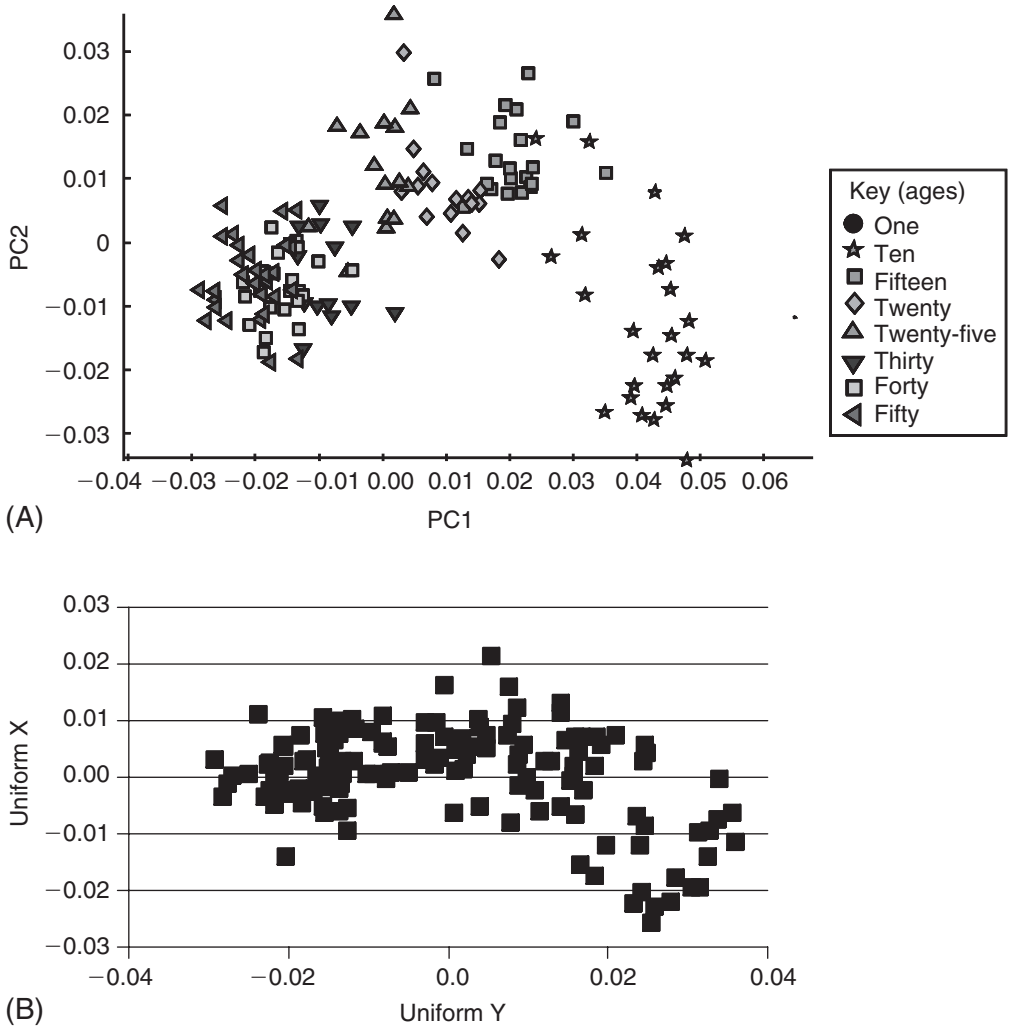 0.03
0.02
0.01
0
−0.01
−0.02
−0.03
PC2
−0.04 −0.03 −0.02 −0.01 0.00 0.01 0.02 0.03 0.04 0.05 0.06
PC1
(A)
Key (ages)
One
Ten
Fifteen
Twenty
Twenty-five
Thirty
Forty
Fifty
0.03
0.02
0.01
0.00
−0.01
−0.02
−0.03
Uniform X
−0.04 −0.02 0.0 0.02 0.04
Uniform Y
(B)